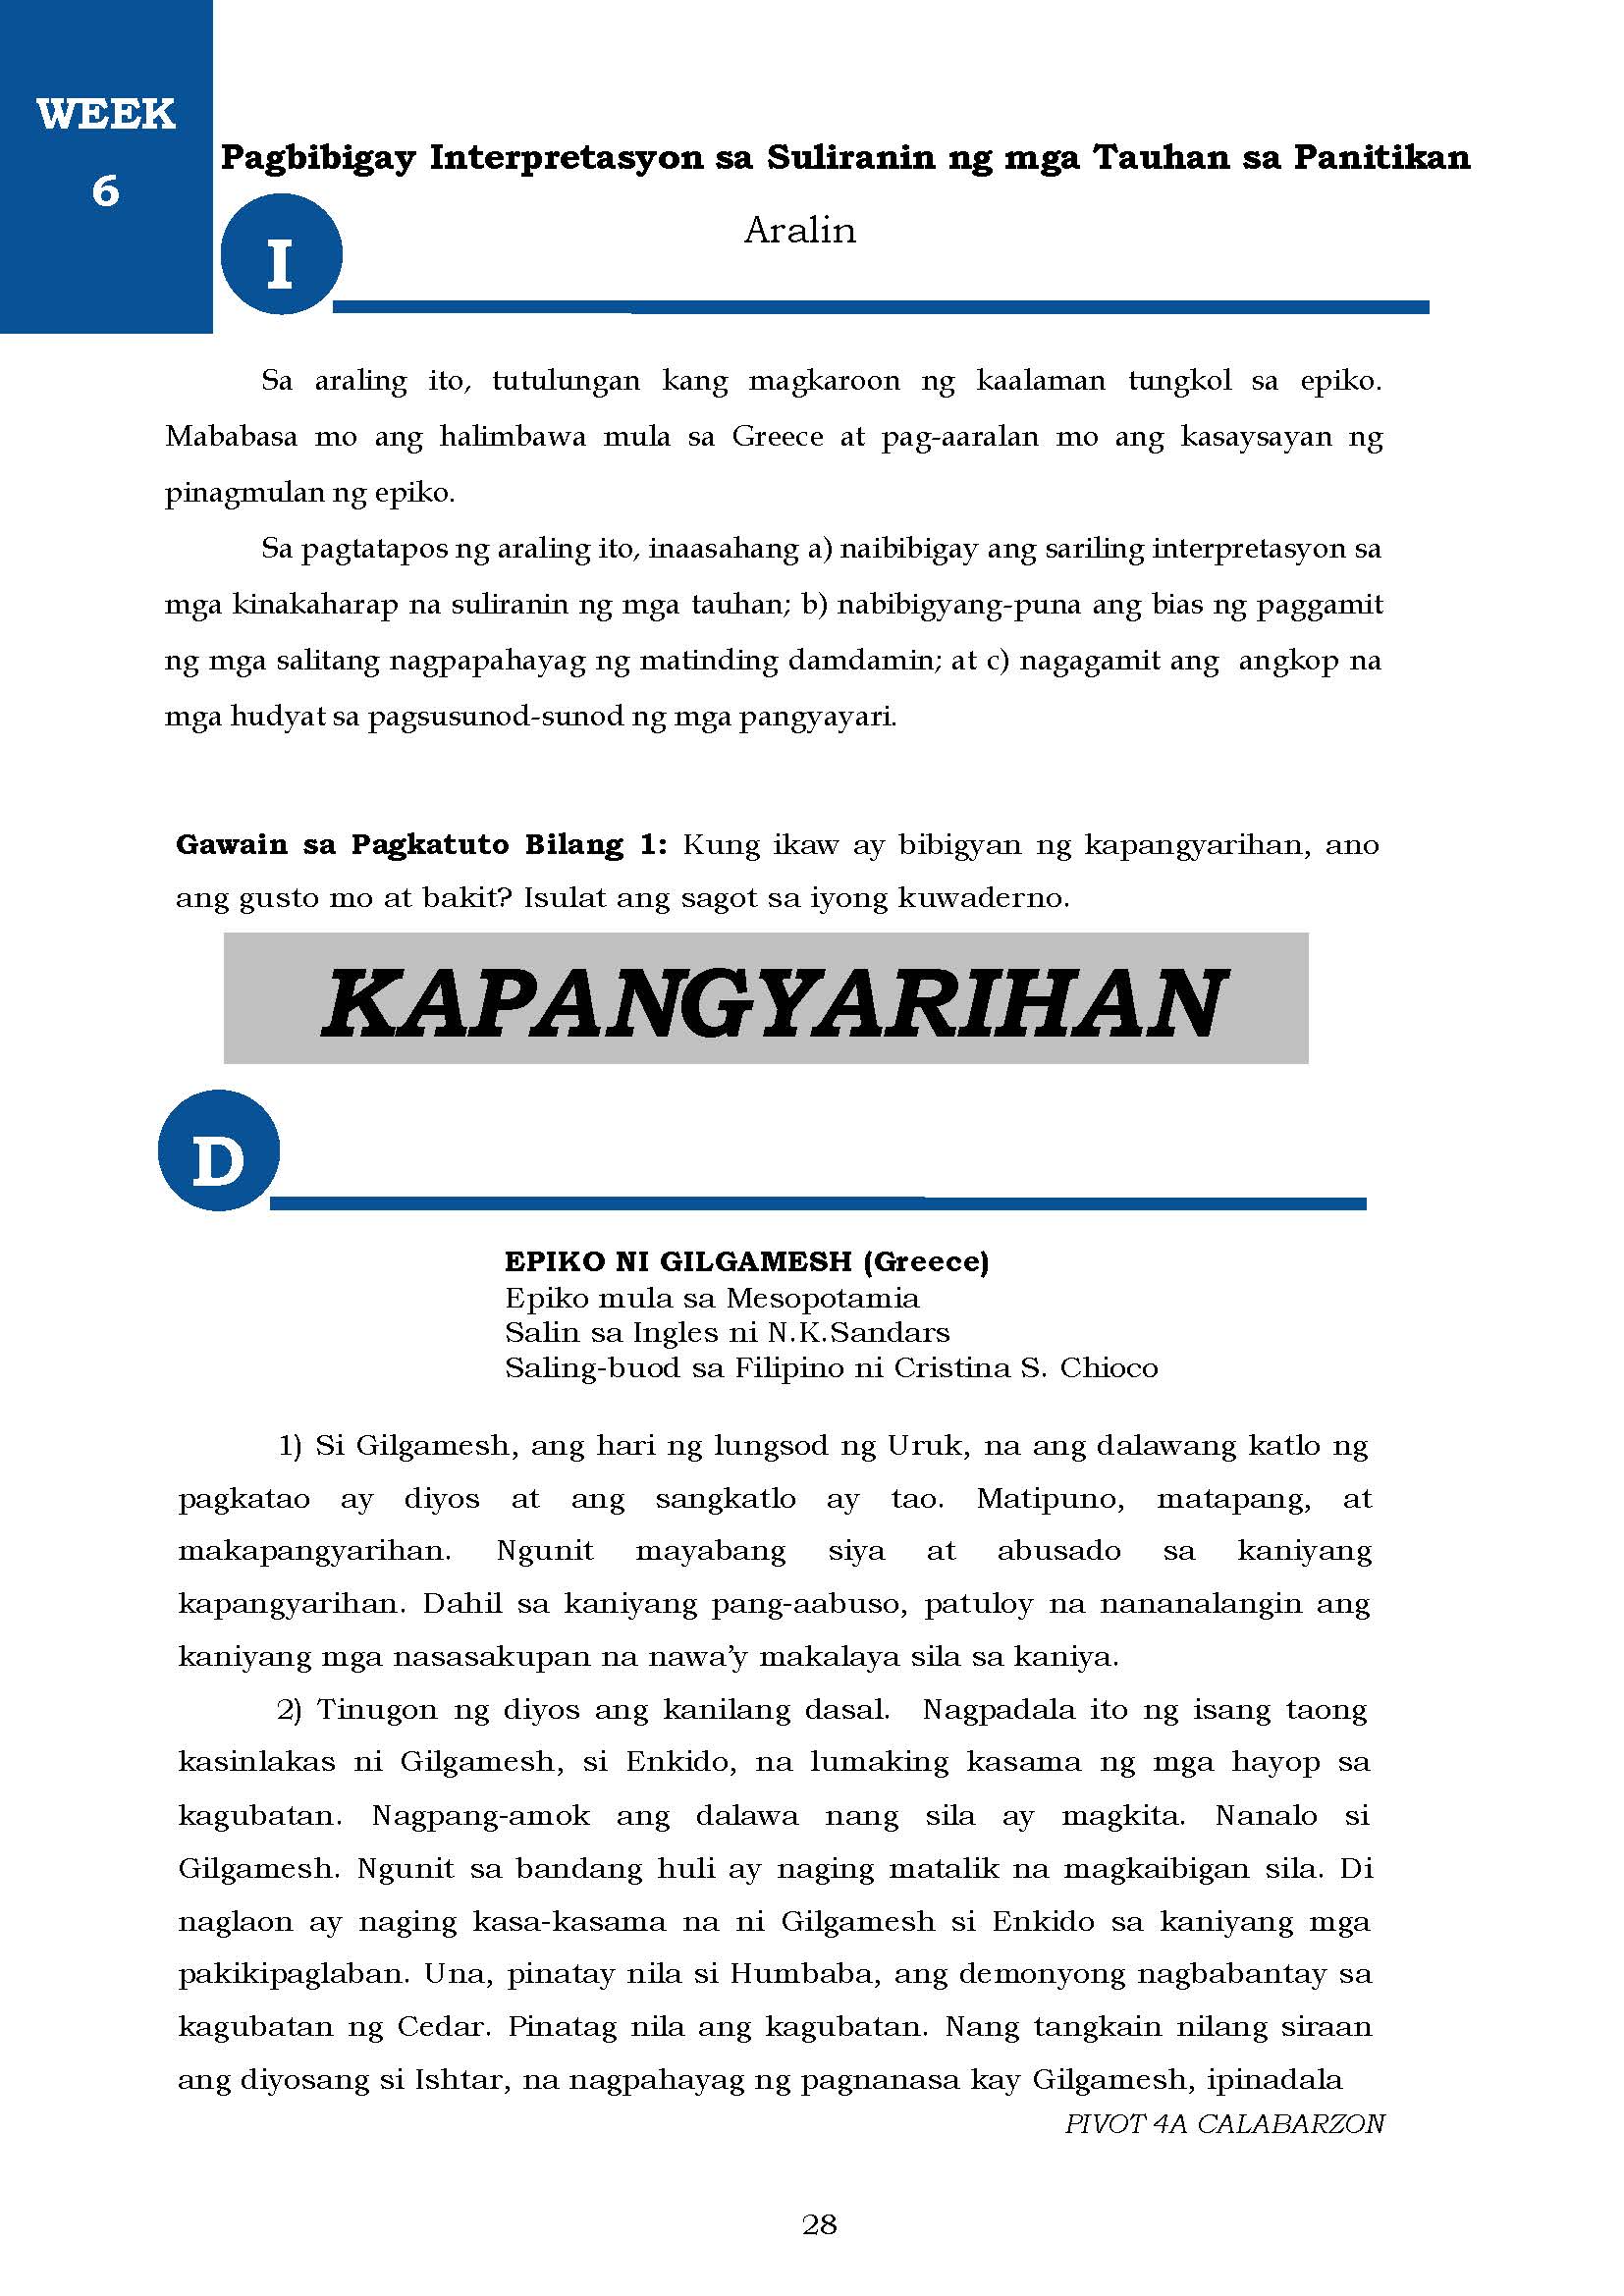 WEEK
6
Pagbibigay Interpretasyon sa Suliranin ng mga Tauhan sa Panitikan
Aralin
I
Sa araling ito, tutulungan kang magkaroon ng kaalaman tungkol sa epiko.
Mababasa mo ang halimbawa mula sa Greece at pag-aaralan mo ang kasaysayan ng
pinagmulan ng epiko.
Sa pagtatapos ng araling ito, inaasahang a) naibibigay ang sariling interpretasyon sa
mga kinakaharap na suliranin ng mga tauhan; b) nabibigyang-puna ang bias ng paggamit
ng mga salitang nagpapahayag ng matinding damdamin; at c) nagagamit ang angkop na
mga hudyat sa pagsusunod-sunod ng mga pangyayari.
Gawain sa Pagkatuto Bilang 1: Kung ikaw ay bibigyan ng kapangyarihan, ano
ang gusto mo at bakit? Isulat ang sagot sa iyong kuwaderno.
KAPANGYARIHAN
D
EPIKO NI GILGAMESH (Greece)
Epiko mula sa Mesopotamia
Salin sa Ingles ni N.K.Sandars
Saling-buod sa Filipino ni Cristina S. Chioco
1) Si Gilgamesh, ang hari ng lungsod ng Uruk, na ang dalawang katlo ng
pagkatao ay diyos at ang sangkatlo ay tao. Matipuno, matapang, at
makapangyarihan. Ngunit mayabang siya at abusado sa kaniyang
kapangyarihan. Dahil sa kaniyang pang-aabuso, patuloy na nananalangin ang
kaniyang mga nasasakupan na nawa’y makalaya sila sa kaniya.
2) Tinugon ng diyos ang kanilang dasal. Nagpadala ito ng isang taong
kasinlakas ni Gilgamesh, si Enkido, na lumaking kasama ng mga hayop sa
kagubatan. Nagpang-amok ang dalawa nang sila ay magkita. Nanalo si
Gilgamesh. Ngunit sa bandang huli ay naging matalik na magkaibigan sila. Di
naglaon ay naging kasa-kasama na ni Gilgamesh si Enkido sa kaniyang mga
pakikipaglaban. Una, pinatay nila si Humbaba, ang demonyong nagbabantay sa
kagubatan ng Cedar. Pinatag nila ang kagubatan. Nang tangkain nilang siraan
ang diyosang si Ishtar, na nagpahayag ng pagnanasa kay Gilgamesh, ipinadala
PIVOT 4A CALABARZON
28